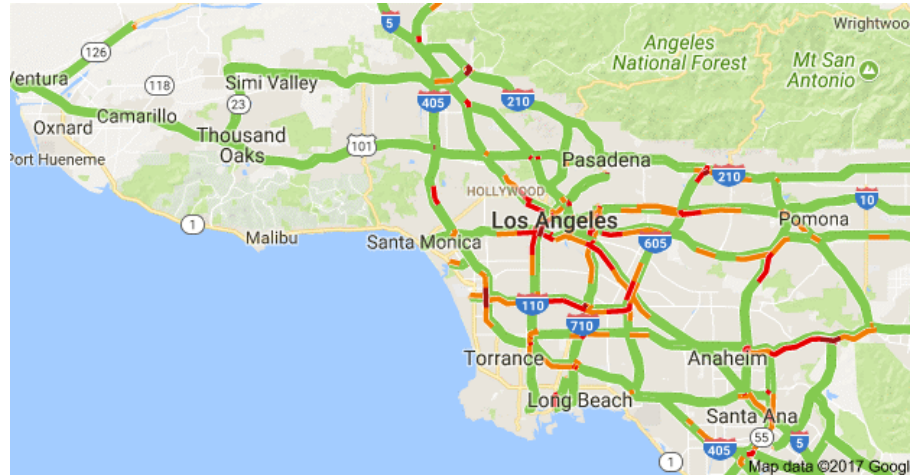 5
Wrightwoo
126
Angeles
National Forest
Mt San
Antonio
Ventura
118
Simi Valley
405
210
Camarillo
23
Oxnard
Thousand
Oaks
101
Port Hueneme
Pasadena
210
HOLLYWOOD
10
1
Los Angeles
Pomona
Malibu
Santa Monica
605
110
710
Torrance
Anaheim
Long Beach
Santa Ana
55
5
405
1
Map data ©2017 Googl